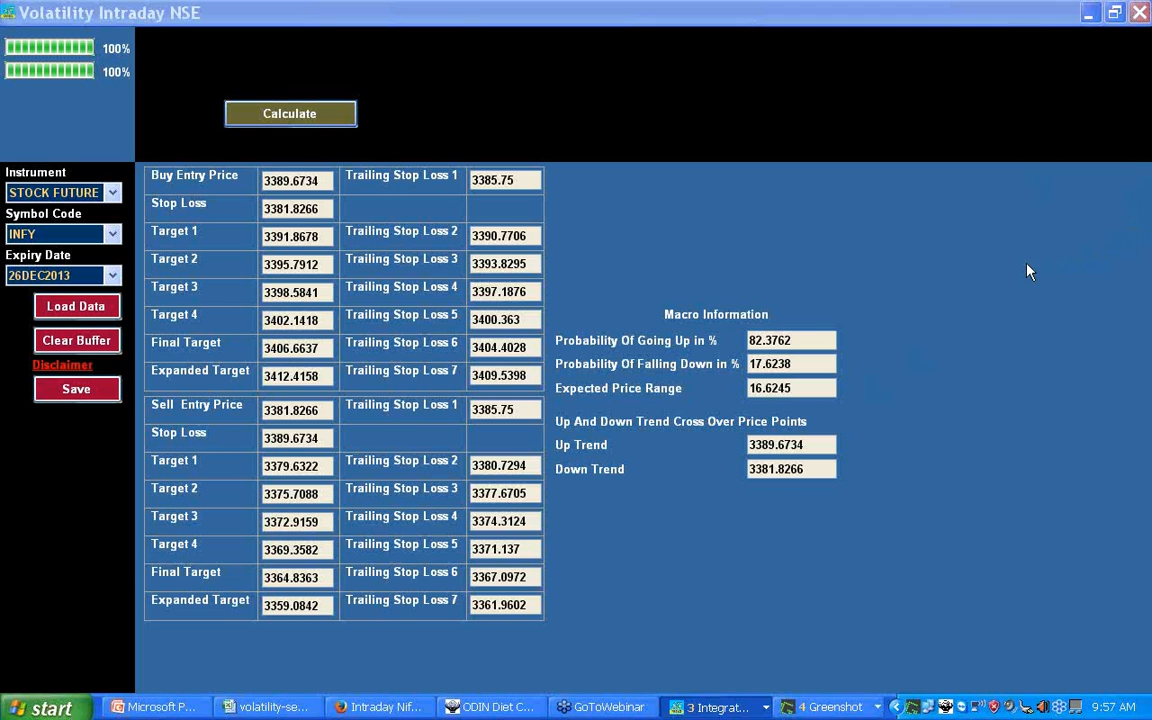 Volatility Intraday NSE
100%
100%
Calculate
Instrument
STOCK FUTURE
Symbol Code
INFY
Expiry Date
26DEC2013
Load Data
Clear Buffer
Disclaimer
Save
Buy Entry Price 3389.6734 Trailing Stop Loss 1 3385.75
Stop Loss 3381.8266
Target 1 3391.8678 Trailing Stop Loss 2 3390.7706
Target 2 3395.7912 Trailing Stop Loss 3 3393.8295
Target 3 3398.5841 Trailing Stop Loss 4 3397.1876
Target 4 3402.1418 Trailing Stop Loss 5 3400.363
Final Target 3406.6637 Trailing Stop Loss 6 3404.4028
Expanded Target 3412.4158 Trailing Stop Loss 7 3409.5398
Sell Entry Price 3381.8266 Trailing Stop Loss 1 3385.75
Stop Loss 3389.6734
Target 1 3379.6322 Trailing Stop Loss 2 3380.7294
Target 2 3375.7088 Trailing Stop Loss 3 3377.6705
Target 3 3372.9159 Trailing Stop Loss 4 3374.3124
Target 4 3369.3582 Trailing Stop Loss 5 3371.137
Final Target 3364.8363 Trailing Stop Loss 6 3367.0972
Expanded Target 3359.0842 Trailing Stop Loss 7 3361.9602
Macro Information
Probability Of Going Up in % 82.3762
Probability Of Falling Down in % 17.6238
Expected Price Range 16.6245
Up And Down Trend Cross Over Price Points
Up Trend 3389.6734
Down Trend 3381.8266
start Microsoft P... volatility-se... Intraday Nif... ODIN Diet C... GoToWebinar 3 Integrat... 4 Greenshot 9:57 AM